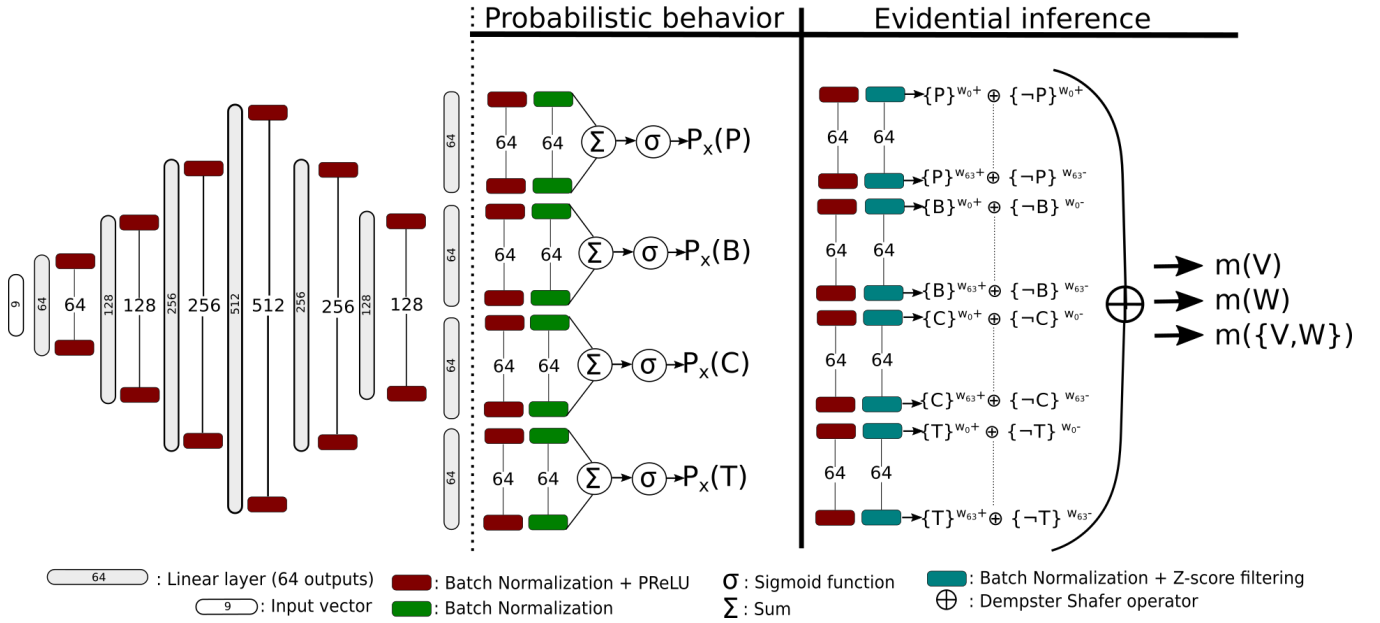 Probabilistic behavior
Evidential inference
9
64
64
128
128
256
256
512
512
256
256
128
128
64
64
64
Σ
σ
Pₓ(P)
64
64
64
Σ
σ
Pₓ(B)
64
64
64
Σ
σ
Pₓ(C)
64
64
64
Σ
σ
Pₓ(T)
{P}ʷ⁰⁺ ⊕ {¬P}ʷ⁰⁺
64
64
{P}ʷ⁶³⁺ ⊕ {¬P}ʷ⁶³⁻
{B}ʷ⁰⁺ ⊕ {¬B}ʷ⁰⁻
64
64
{B}ʷ⁶³⁺ ⊕ {¬B}ʷ⁶³⁻
{C}ʷ⁰⁺ ⊕ {¬C}ʷ⁰⁻
64
64
{C}ʷ⁶³⁺ ⊕ {¬C}ʷ⁶³⁻
{T}ʷ⁰⁺ ⊕ {¬T}ʷ⁰⁻
64
64
{T}ʷ⁶³⁺ ⊕ {¬T}ʷ⁶³⁻
⊕
m(V)
m(W)
m({V,W})
64 : Linear layer (64 outputs)
9 : Input vector
: Batch Normalization + PReLU
: Batch Normalization
σ : Sigmoid function
Σ : Sum
: Batch Normalization + Z-score filtering
⊕ : Dempster Shafer operator